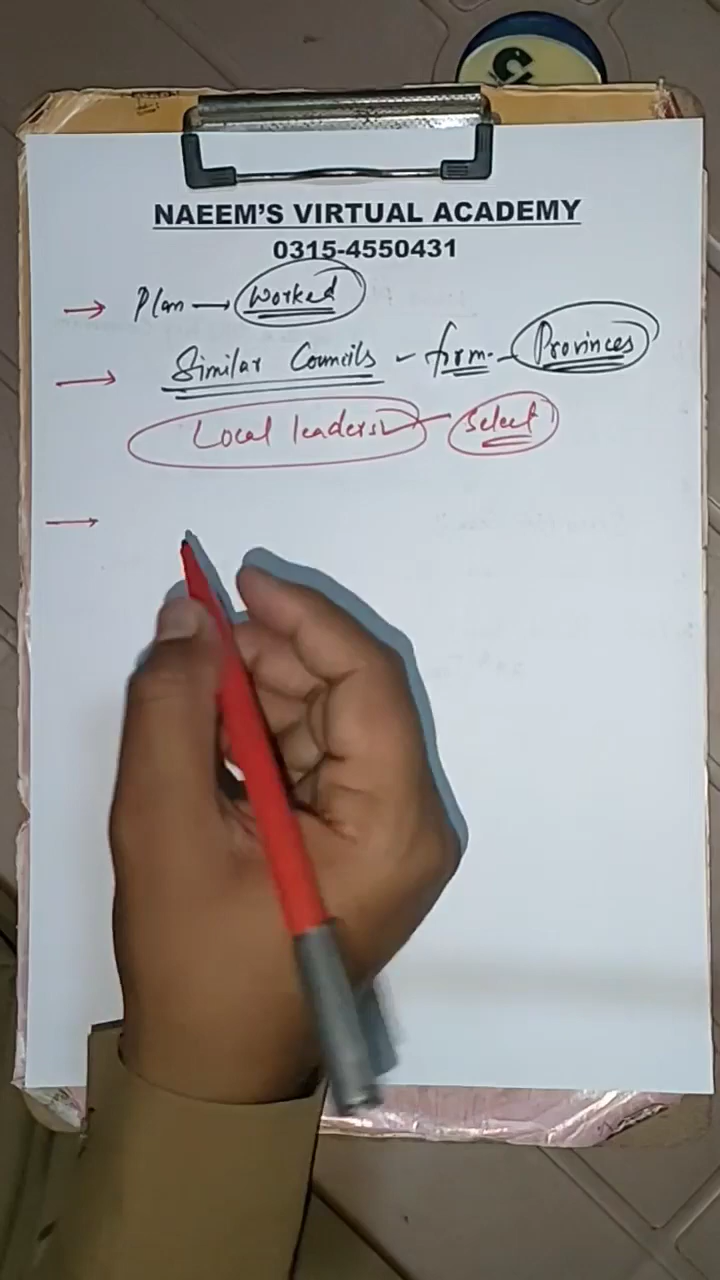 NAEEM'S VIRTUAL ACADEMY
0315-4550431
→ Plan → Worked
→ Similar Councils - form - Provinces
Local leaders - Select
→